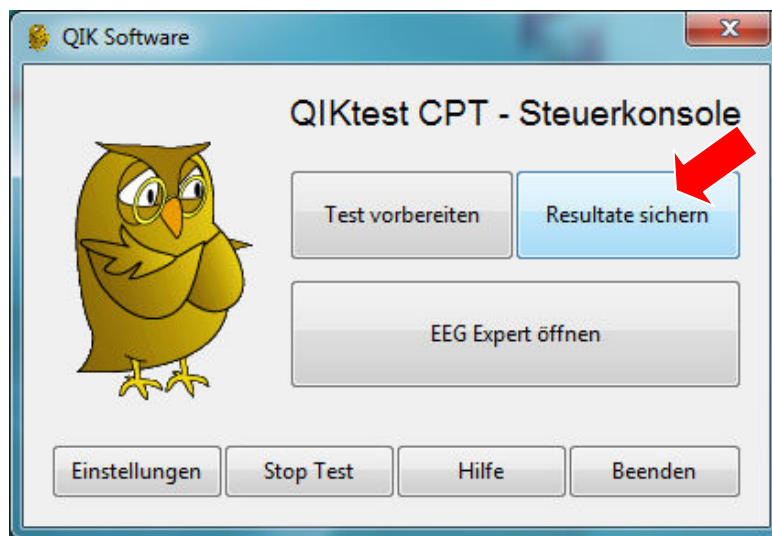 QIK Software
QIKtest CPT - Steuerkonsole
Test vorbereiten
Resultate sichern
EEG Expert öffnen
Einstellungen
Stop Test
Hilfe
Beenden